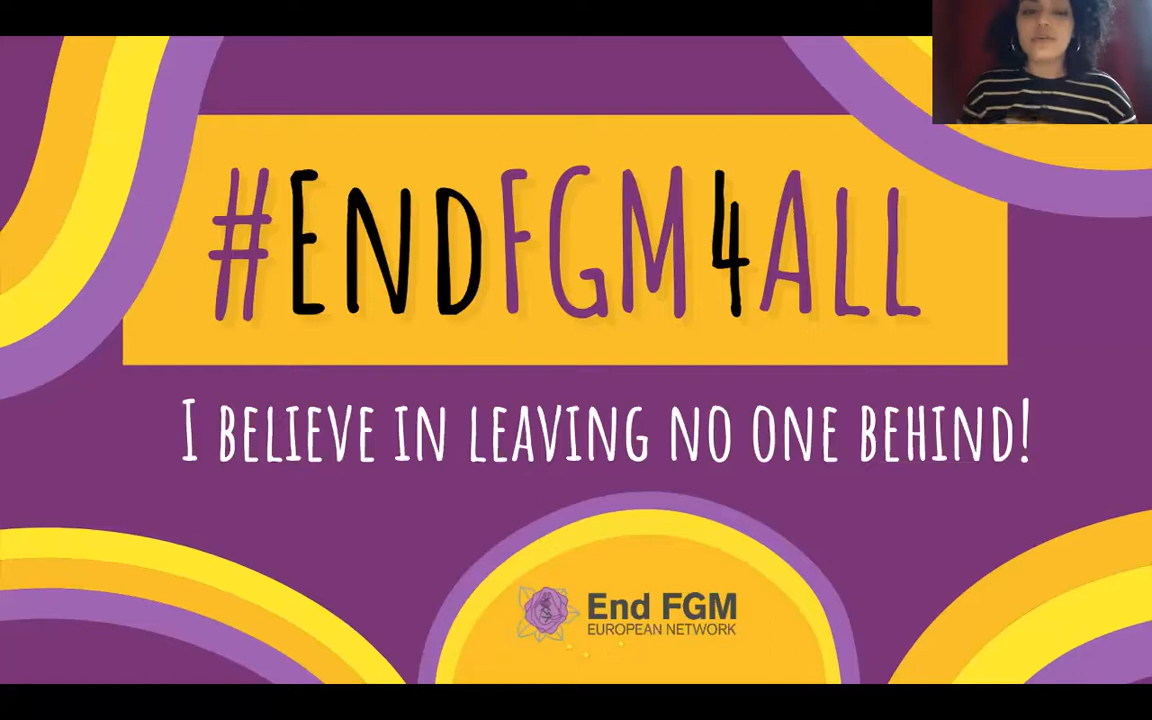 #EndFGM4All
I BELIEVE IN LEAVING NO ONE BEHIND!
End FGM
EUROPEAN NETWORK